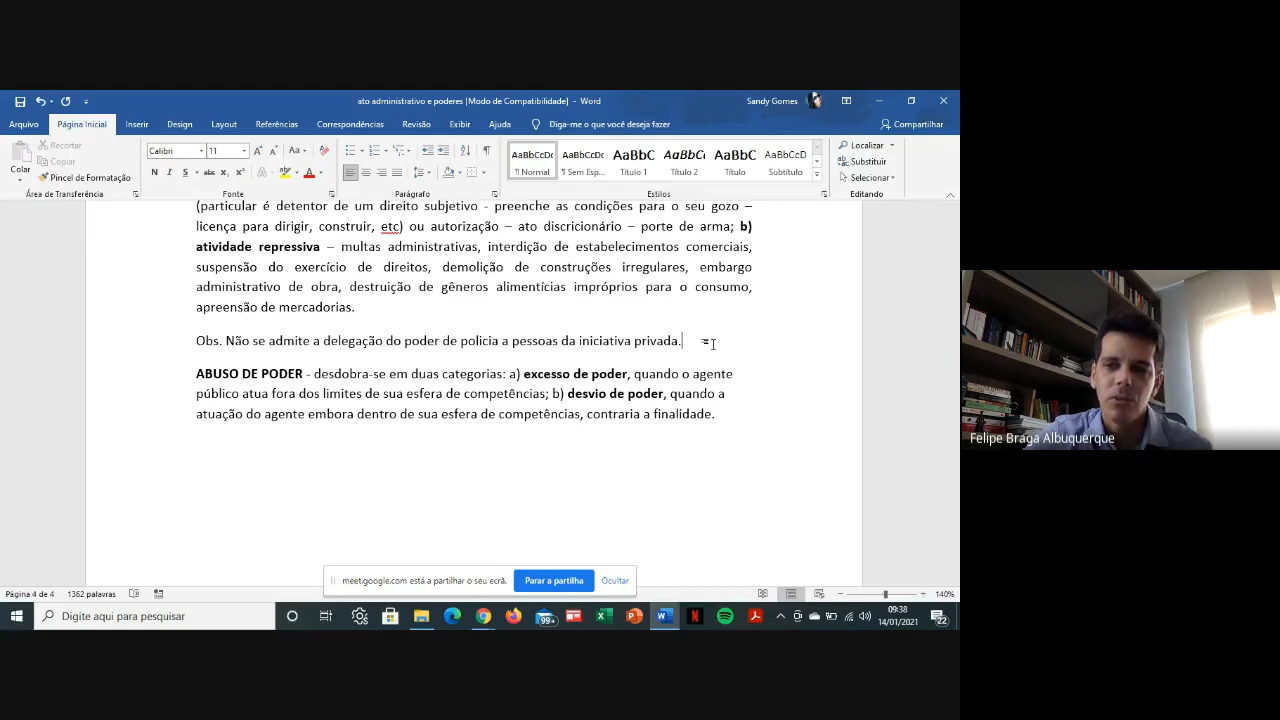 ato administrativo e poderes [Modo de Compatibilidade] - Word
Sandy Gomes
Arquivo Página Inicial Inserir Design Layout Referências Correspondências Revisão Exibir Ajuda Diga-me o que você deseja fazer Compartilhar
Colar
Recortar
Copiar
Pincel de Formatação
Área de Transferência
Calibri 11
N I S abc x₂ x²
Fonte
Parágrafo
AaBbCcDc AaBbCcDc AaBbC AaBbCc AaBbC AaBbCcD
¶ Normal ¶ Sem Esp... Título 1 Título 2 Título Subtítulo
Estilos
Localizar
Substituir
Selecionar
Editando
(particular é detentor de um direito subjetivo - preenche as condições para o seu gozo –
licença para dirigir, construir, etc) ou autorização – ato discricionário – porte de arma; b)
atividade repressiva – multas administrativas, interdição de estabelecimentos comerciais,
suspensão do exercício de direitos, demolição de construções irregulares, embargo
administrativo de obra, destruição de gêneros alimentícias impróprios para o consumo,
apreensão de mercadorias.
Obs. Não se admite a delegação do poder de policia a pessoas da iniciativa privada.
ABUSO DE PODER - desdobra-se em duas categorias: a) excesso de poder, quando o agente
público atua fora dos limites de sua esfera de competências; b) desvio de poder, quando a
atuação do agente embora dentro de sua esfera de competências, contraria a finalidade.
Felipe Braga Albuquerque
meet.google.com está a partilhar o seu ecrã. Parar a partilha Ocultar
Página 4 de 4 1362 palavras 140%
Digite aqui para pesquisar
99+
09:38
14/01/2021
22